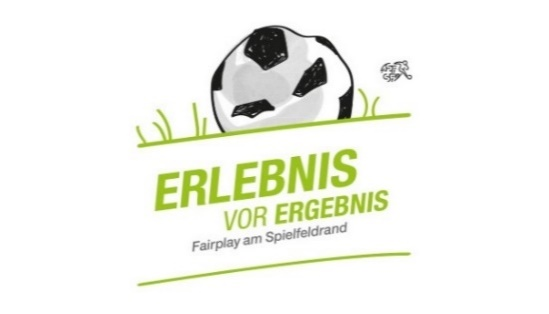 ERLEBNIS
VOR ERGEBNIS
Fairplay am Spielfeldrand